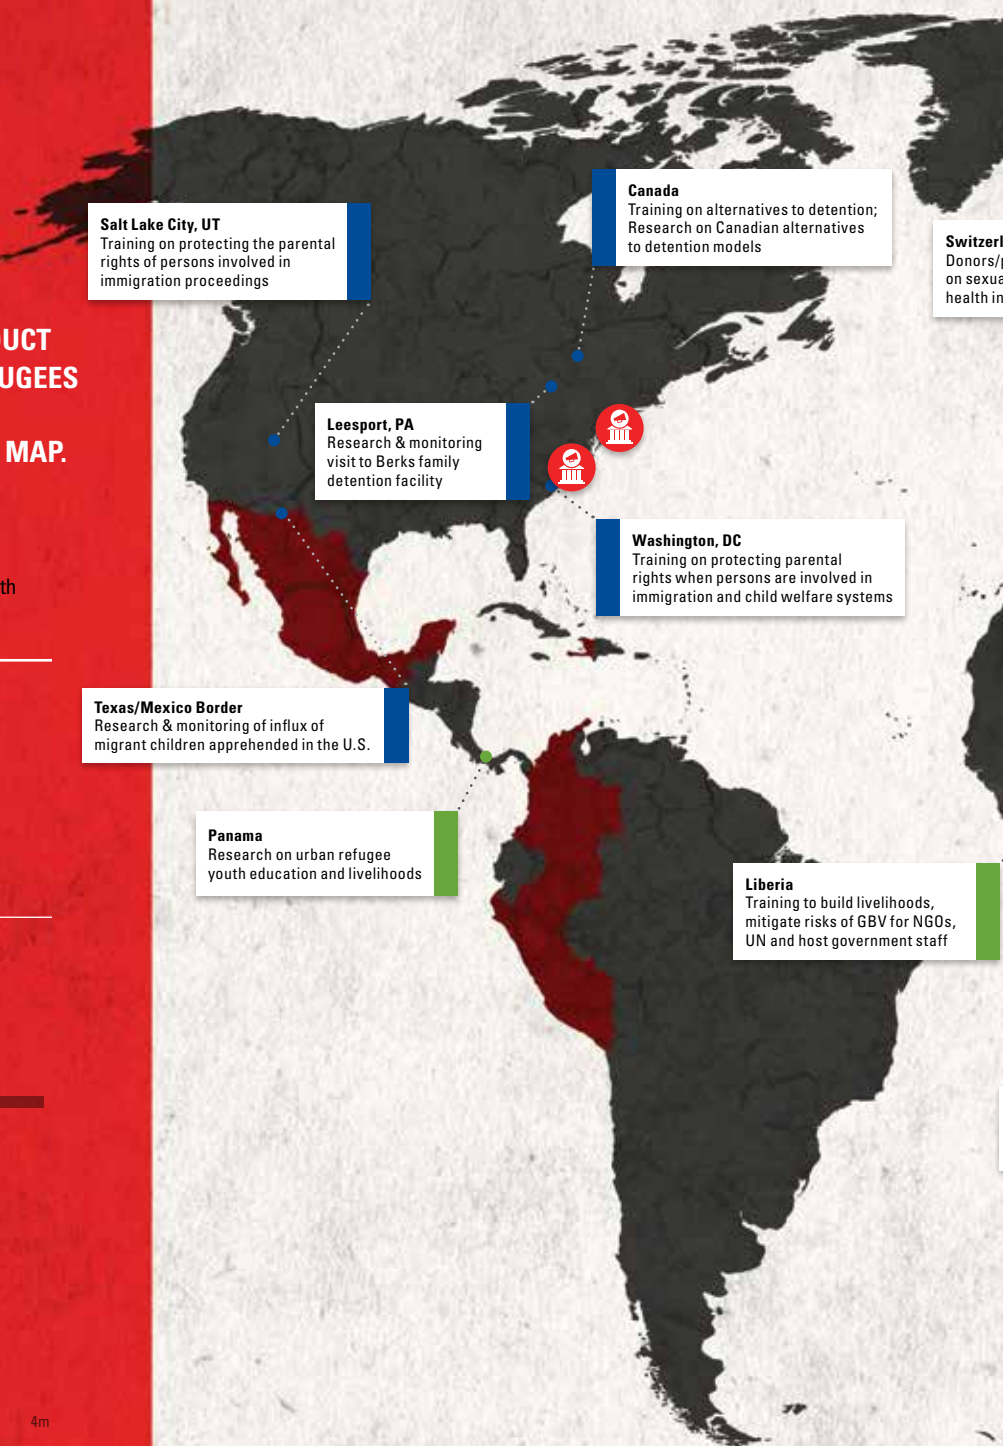 UCT
UGEES
MAP.
th
4m
Salt Lake City, UT
Training on protecting the parental
rights of persons involved in
immigration proceedings
Canada
Training on alternatives to detention;
Research on Canadian alternatives
to detention models
Switzerl
Donors/
on sexua
health in
Leesport, PA
Research & monitoring
visit to Berks family
detention facility
Washington, DC
Training on protecting parental
rights when persons are involved in
immigration and child welfare systems
Texas/Mexico Border
Research & monitoring of influx of
migrant children apprehended in the U.S.
Panama
Research on urban refugee
youth education and livelihoods
Liberia
Training to build livelihoods,
mitigate risks of GBV for NGOs,
UN and host government staff